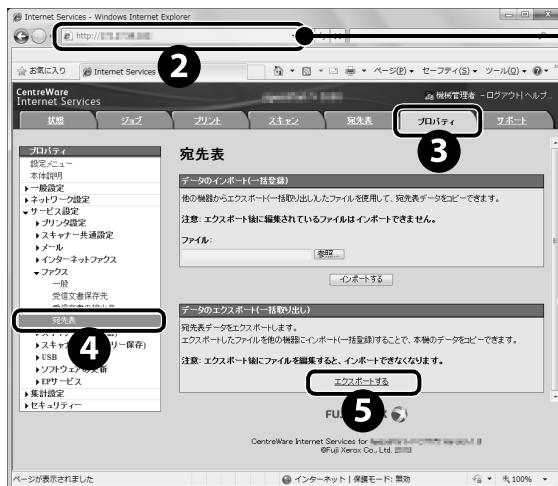 Internet Services - Windows Internet Explorer
http://
2
お気に入り Internet Services
ページ(P) セーフティ(S) ツール(O)
CentreWare
Internet Services
機械管理者 - ログアウト | ヘルプ...
状態 ジョブ プリント スキャン 宛先表 プロパティ サポート
3
プロパティ
設定メニュー
本体説明
一般設定
ネットワーク設定
サービス設定
プリンタ設定
スキャナー共通設定
メール
インターネットファクス
ファクス
一般
受信文書保存先
宛先表
4
USB
ソフトウェアの更新
EPサービス
集計設定
セキュリティー
宛先表
データのインポート(一括登録)
他の機器からエクスポート(一括取り出し)したファイルを使用して、宛先表データをコピーできます。
注意: エクスポート後に編集されているファイルはインポートできません。
ファイル:
参照...
インポートする
データのエクスポート(一括取り出し)
宛先表データをエクスポートします。
エクスポートしたファイルを他の機器にインポート(一括登録)することで、本機のデータをコピーできます。
注意: エクスポート後にファイルを編集すると、インポートできなくなります。
エクスポートする
5
CentreWare Internet Services for
©Fuji Xerox Co., Ltd.
ページが表示されました インターネット | 保護モード: 無効 100%